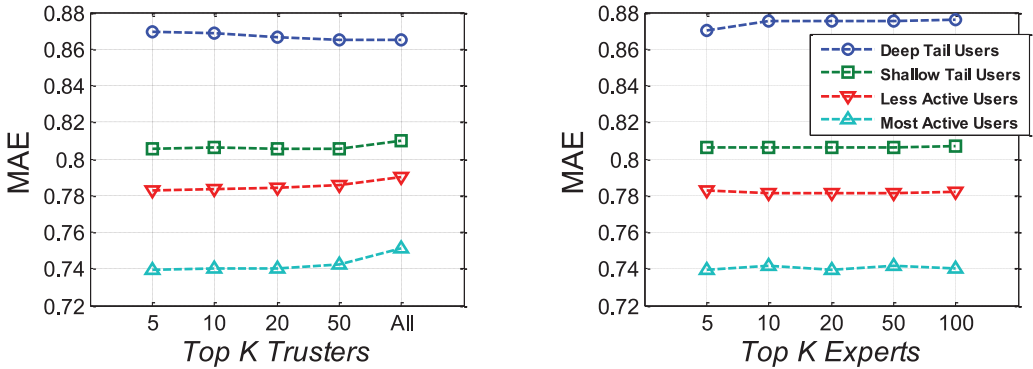 0.88
0.86
0.84
0.82
0.8
0.78
0.76
0.74
0.72
MAE
5 10 20 50 All
Top K Trusters
0.88
0.86
0.84
0.82
0.8
0.78
0.76
0.74
0.72
MAE
Deep Tail Users
Shallow Tail Users
Less Active Users
Most Active Users
5 10 20 50 100
Top K Experts